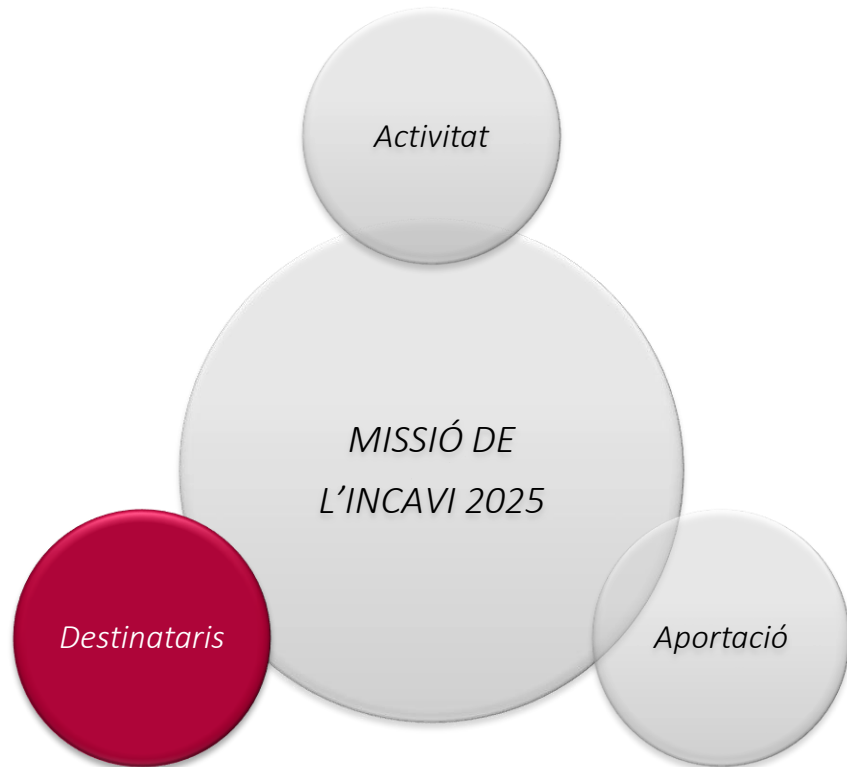 Activitat
MISSIÓ DE
L’INCAVI 2025
Destinataris
Aportació